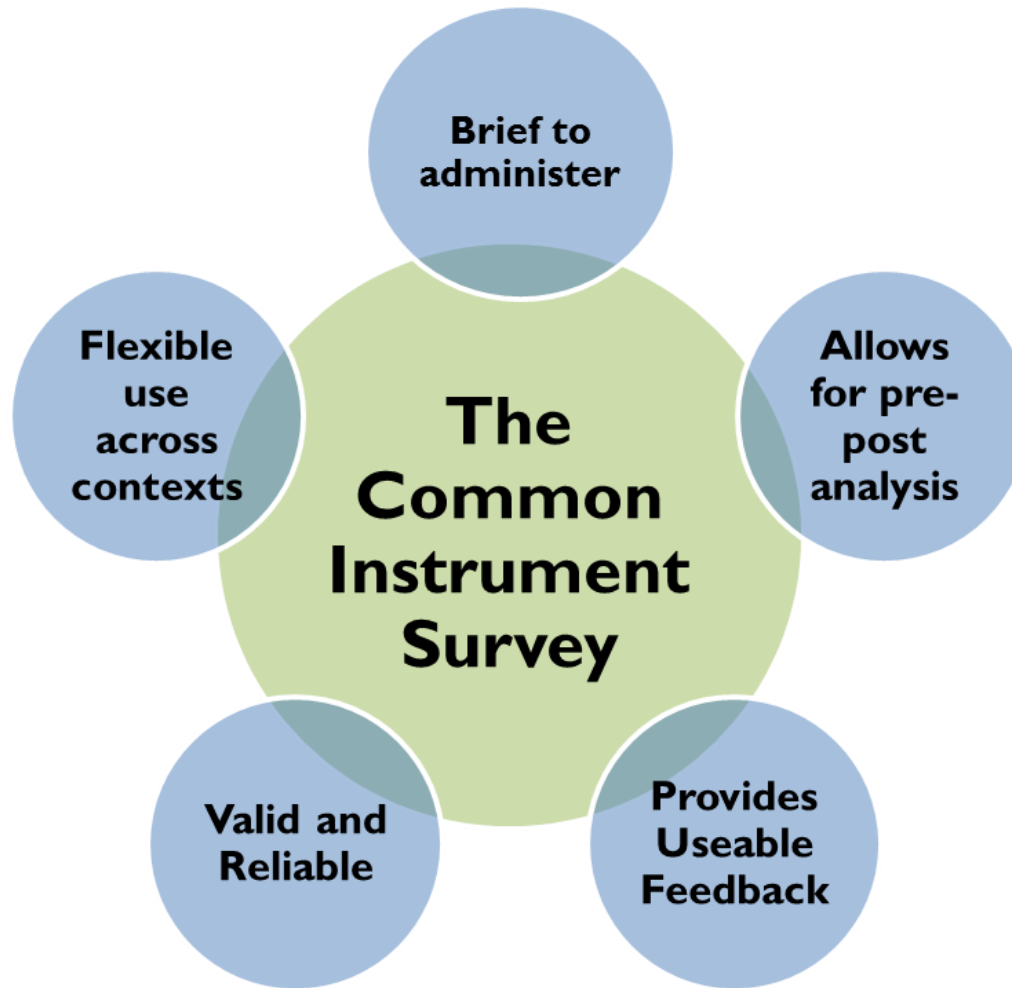 Brief to
administer
Flexible
use
across
contexts
Allows
for pre-
post
analysis
The
Common
Instrument
Survey
Valid and
Reliable
Provides
Useable
Feedback